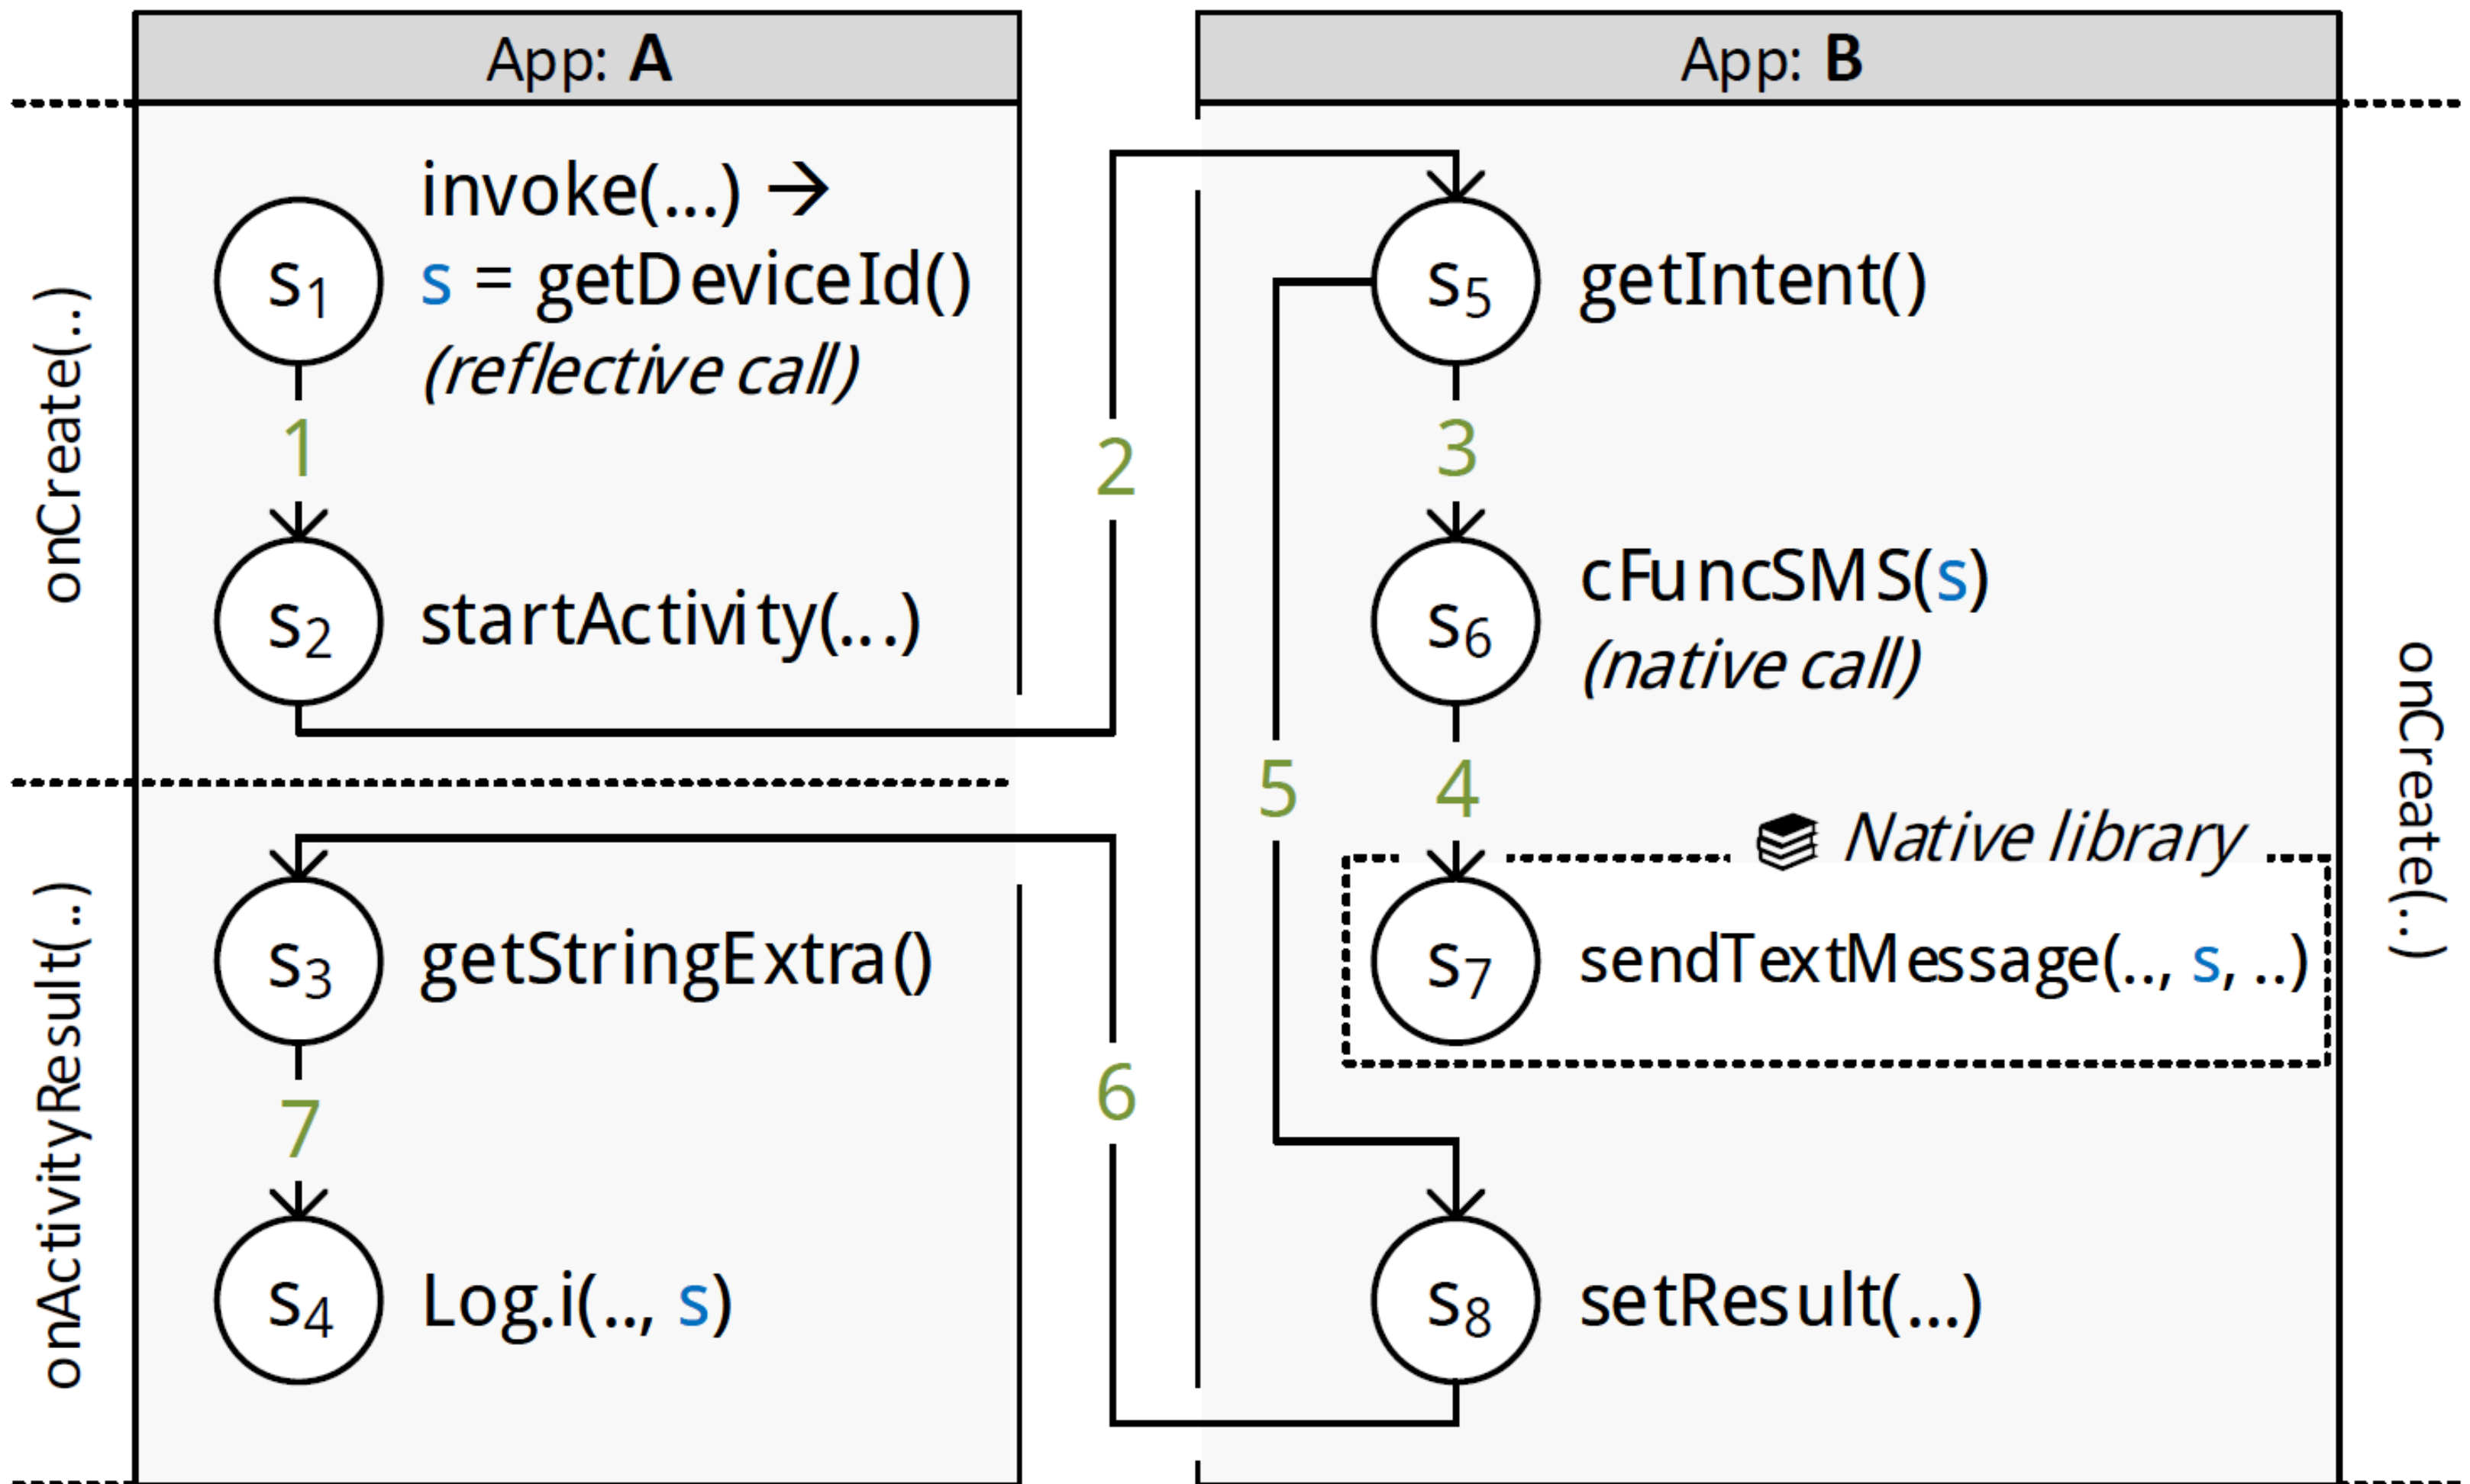 App: A
onCreate(..)
s1
invoke(...) →
s = getDeviceId()
(reflective call)
1
s2
startActivity(...)
onActivityResult(..)
s3
getStringExtra()
7
s4
Log.i(.., s)
2
6
App: B
s5
getIntent()
3
s6
cFuncSMS(s)
(native call)
5
4
Native library
s7
sendTextMessage(.., s, ..)
s8
setResult(...)
onCreate(..)